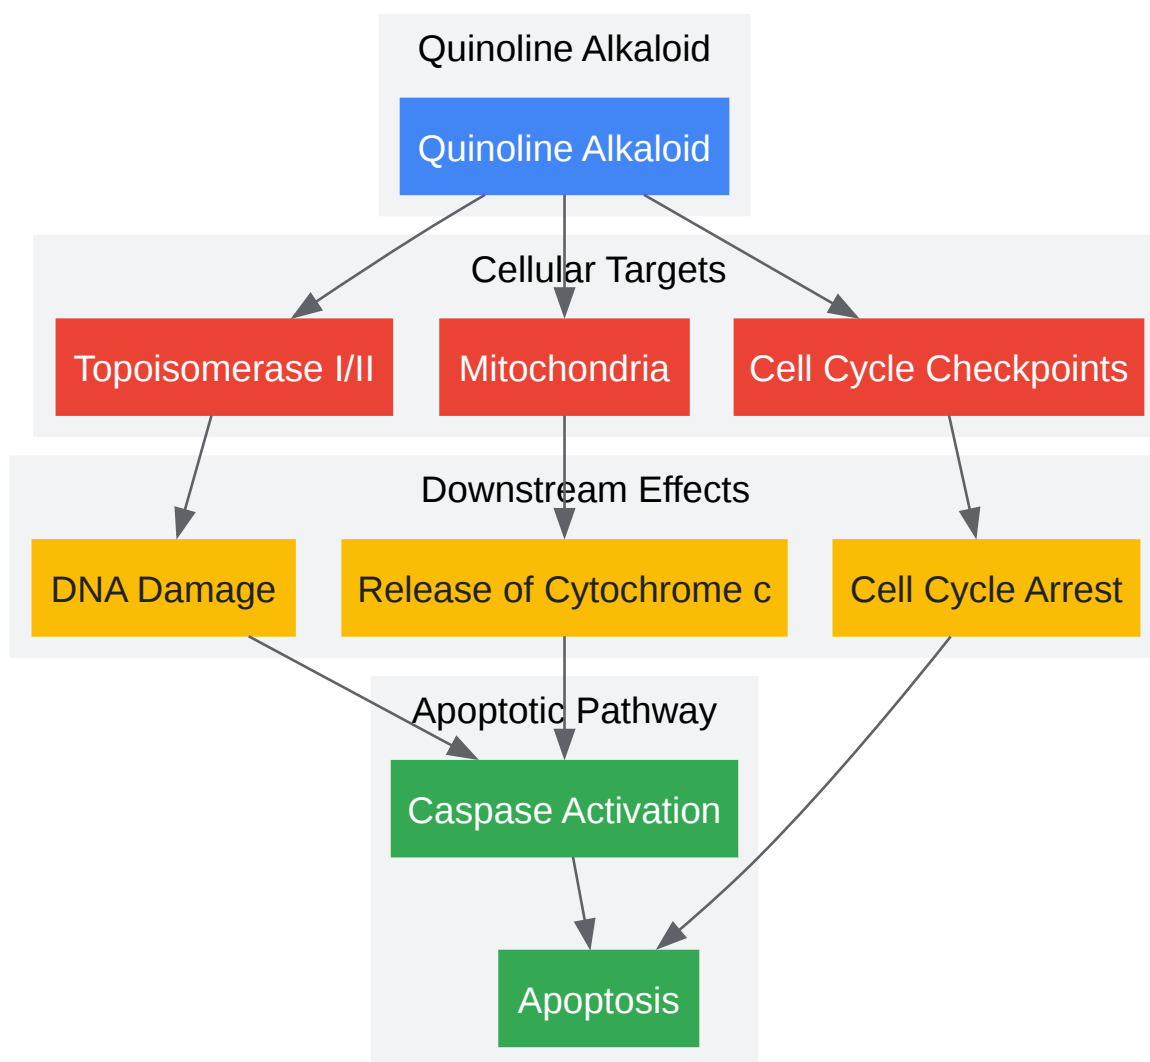 Quinoline Alkaloid
Quinoline Alkaloid
Cellular Targets
Topoisomerase I/II
Mitochondria
Cell Cycle Checkpoints
Downstream Effects
DNA Damage
Release of Cytochrome c
Cell Cycle Arrest
Apoptotic Pathway
Caspase Activation
Apoptosis